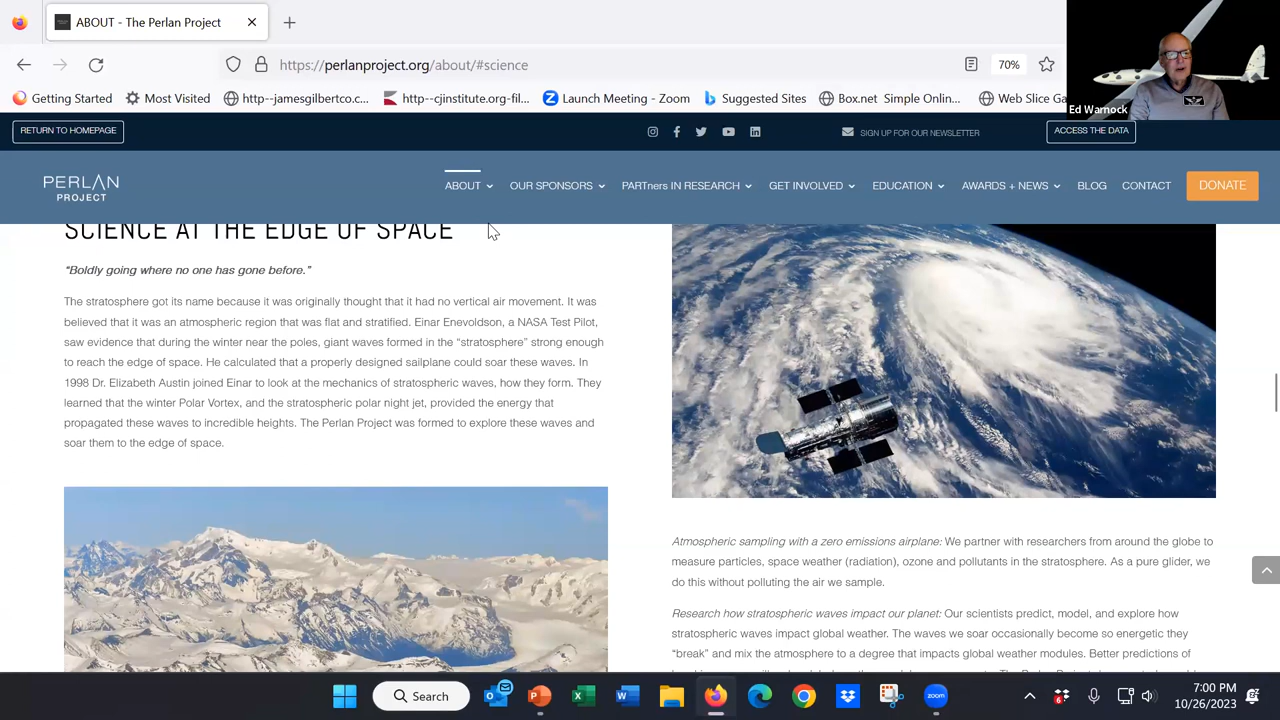 ABOUT - The Perlan Project
https://perlanproject.org/about/#science
70%
Getting Started
Most Visited
http--jamesgilbertco.c...
http--cjinstitute.org-fil...
Launch Meeting - Zoom
Suggested Sites
Box.net Simple Onlin...
Web Slice Ga
Ed Warnock
RETURN TO HOMEPAGE
SIGN UP FOR OUR NEWSLETTER
ACCESS THE DATA
PERLAN
PROJECT
ABOUT
OUR SPONSORS
PARTners IN RESEARCH
GET INVOLVED
EDUCATION
AWARDS + NEWS
BLOG
CONTACT
DONATE
SCIENCE AT THE EDGE OF SPACE
“Boldly going where no one has gone before.”
The stratosphere got its name because it was originally thought that it had no vertical air movement. It was
believed that it was an atmospheric region that was flat and stratified. Einar Enevoldson, a NASA Test Pilot,
saw evidence that during the winter near the poles, giant waves formed in the “stratosphere” strong enough
to reach the edge of space. He calculated that a properly designed sailplane could soar these waves. In
1998 Dr. Elizabeth Austin joined Einar to look at the mechanics of stratospheric waves, how they form. They
learned that the winter Polar Vortex, and the stratospheric polar night jet, provided the energy that
propagated these waves to incredible heights. The Perlan Project was formed to explore these waves and
soar them to the edge of space.
Atmospheric sampling with a zero emissions airplane: We partner with researchers from around the globe to
measure particles, space weather (radiation), ozone and pollutants in the stratosphere. As a pure glider, we
do this without polluting the air we sample.
Research how stratospheric waves impact our planet: Our scientists predict, model, and explore how
stratospheric waves impact global weather. The waves we soar occasionally become so energetic they
“break” and mix the atmosphere to a degree that impacts global weather modules. Better predictions of
Search
7:00 PM
10/26/2023